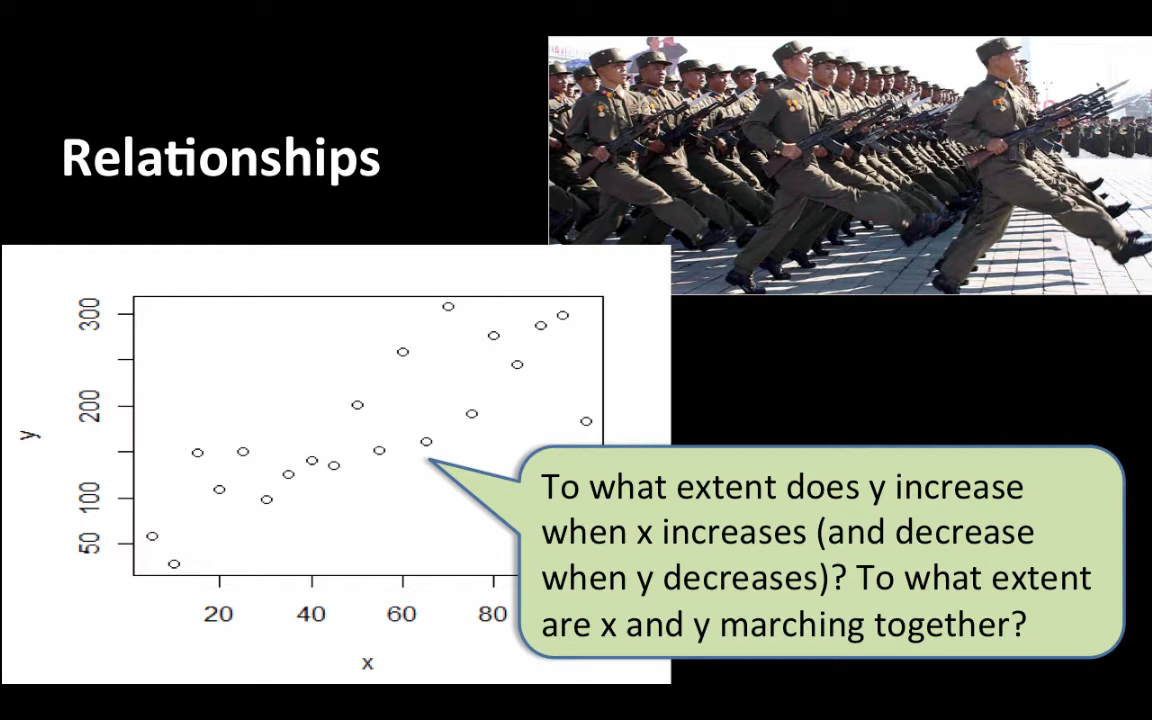 Relationships
300
200
100
50
y
20 40 60 80
x
To what extent does y increase
when x increases (and decrease
when y decreases)? To what extent
are x and y marching together?